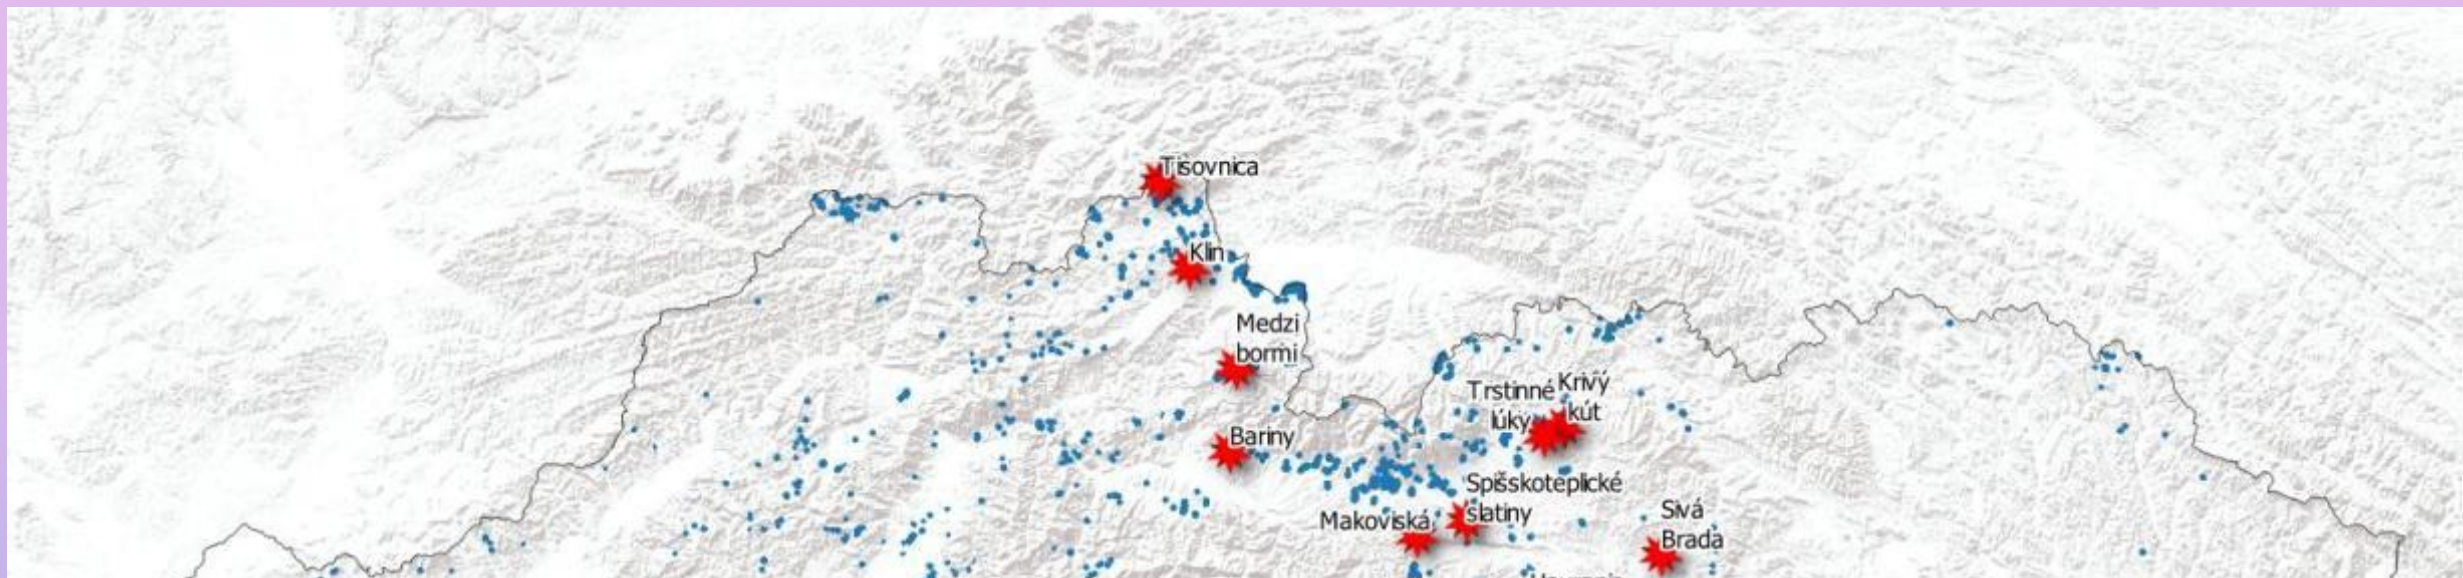 Tisovnica
Klin
Medzi
bormi
Trstinné
lúky
Krivý
kút
Bariny
Spišskoteplické
slatiny
Makoviská
Sivá
Brada